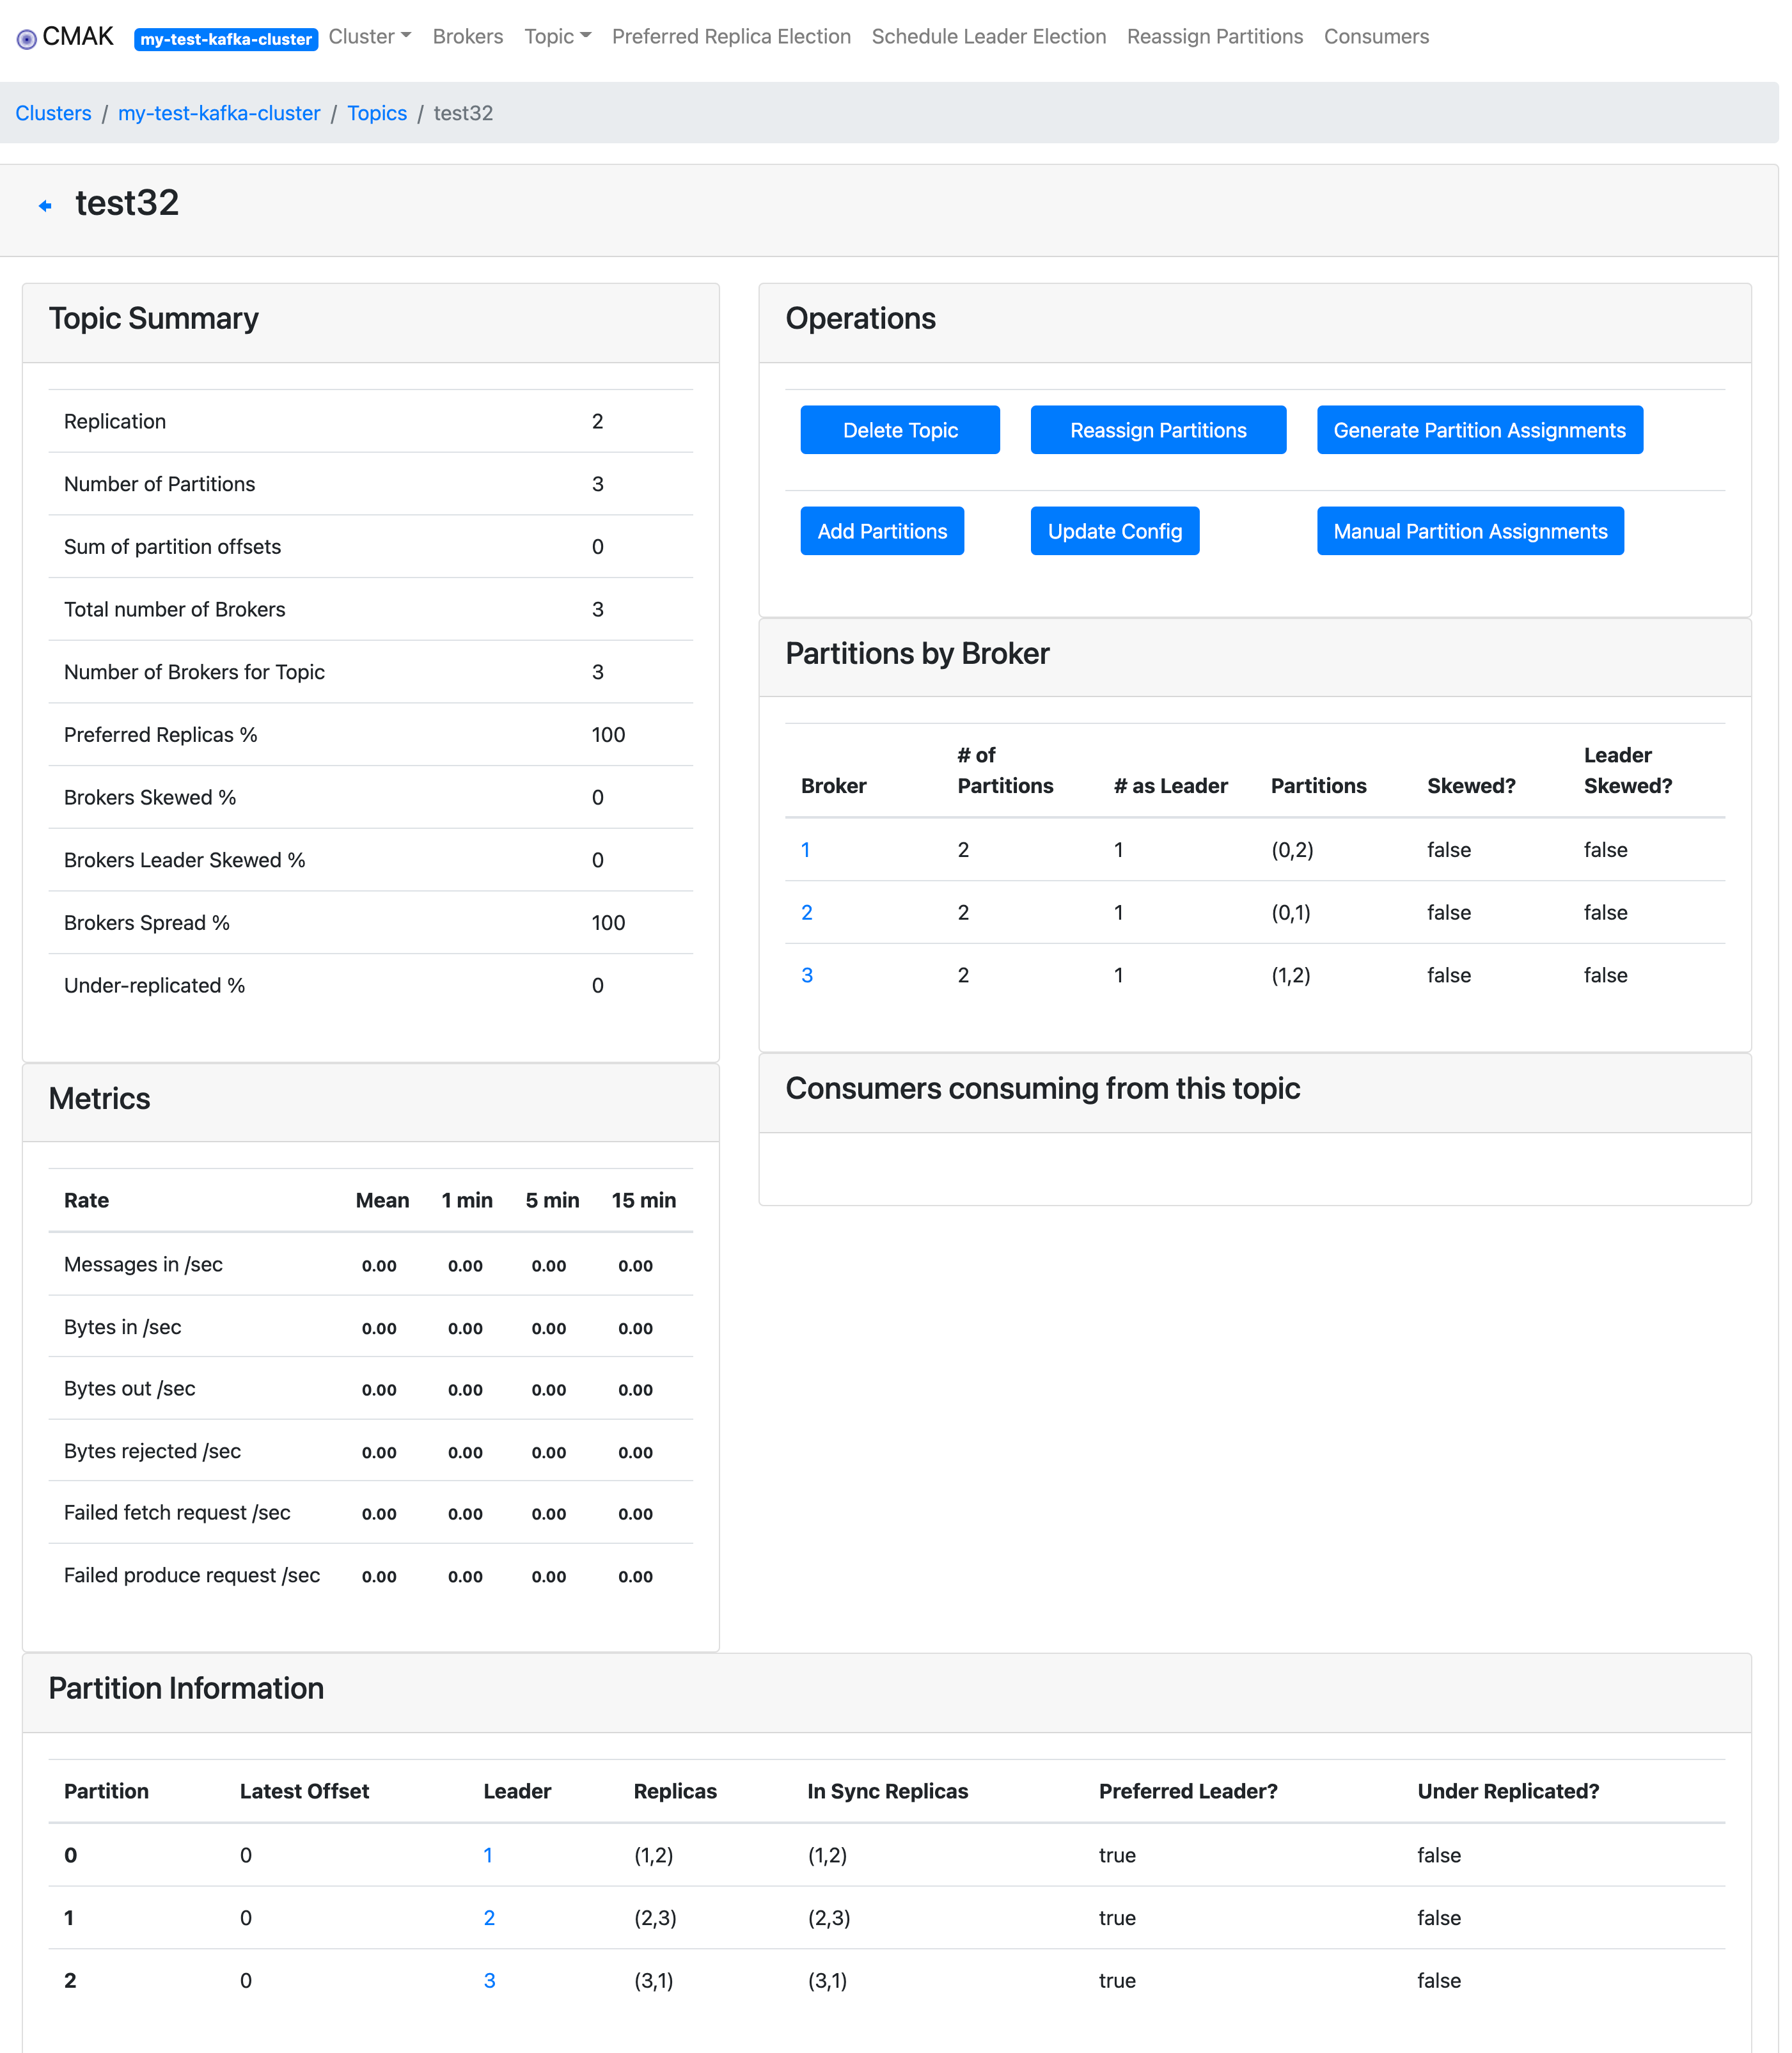 CMAK my-test-kafka-cluster Cluster Brokers Topic Preferred Replica Election Schedule Leader Election Reassign Partitions Consumers
Clusters / my-test-kafka-cluster / Topics / test32
test32
Topic Summary
Replication 2
Number of Partitions 3
Sum of partition offsets 0
Total number of Brokers 3
Number of Brokers for Topic 3
Preferred Replicas % 100
Brokers Skewed % 0
Brokers Leader Skewed % 0
Brokers Spread % 100
Under-replicated % 0
Metrics
Rate Mean 1 min 5 min 15 min
Messages in /sec 0.00 0.00 0.00 0.00
Bytes in /sec 0.00 0.00 0.00 0.00
Bytes out /sec 0.00 0.00 0.00 0.00
Bytes rejected /sec 0.00 0.00 0.00 0.00
Failed fetch request /sec 0.00 0.00 0.00 0.00
Failed produce request /sec 0.00 0.00 0.00 0.00
Operations
Delete Topic Reassign Partitions Generate Partition Assignments
Add Partitions Update Config Manual Partition Assignments
Partitions by Broker
Broker # of Partitions # as Leader Partitions Skewed? Leader Skewed?
1 2 1 (0,2) false false
2 2 1 (0,1) false false
3 2 1 (1,2) false false
Consumers consuming from this topic
Partition Information
Partition Latest Offset Leader Replicas In Sync Replicas Preferred Leader? Under Replicated?
0 0 1 (1,2) (1,2) true false
1 0 2 (2,3) (2,3) true false
2 0 3 (3,1) (3,1) true false